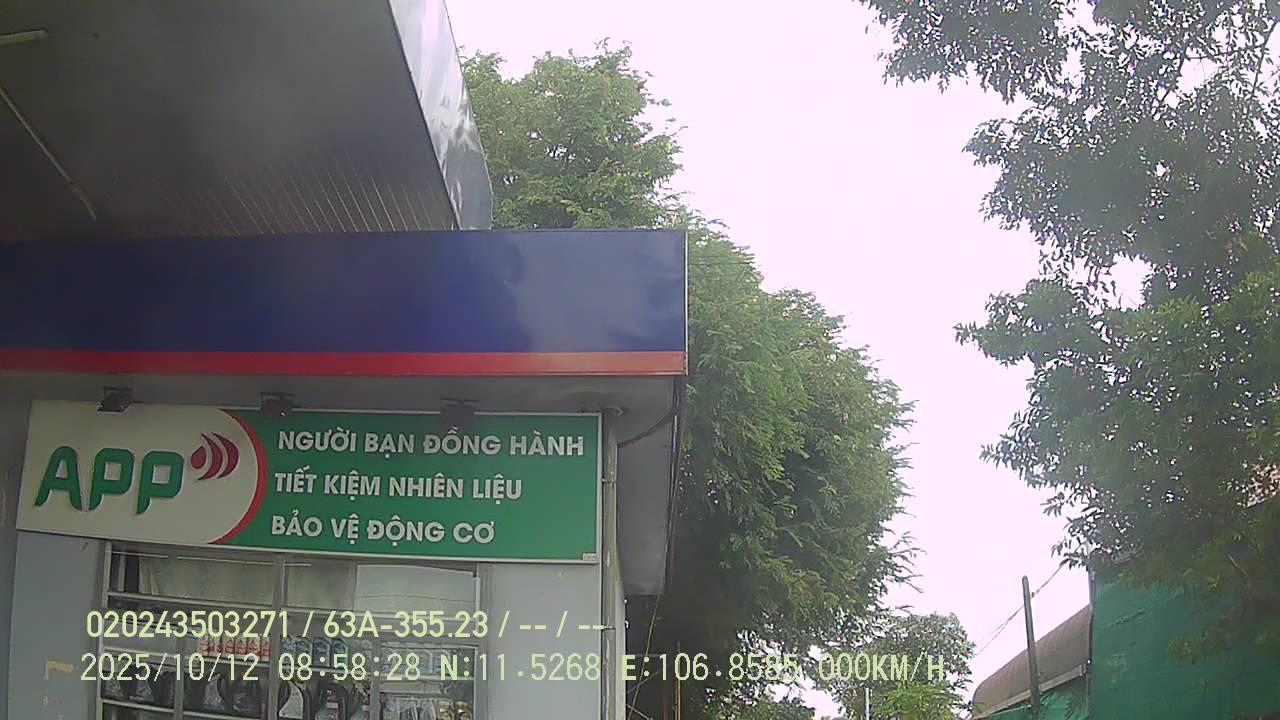 APP
NGƯỜI BẠN ĐỒNG HÀNH
TIẾT KIỆM NHIÊN LIỆU
BẢO VỆ ĐỘNG CƠ
020243503271 / 63A-355.23 / -- / --
2025/10/12 08:58:28 N:11.5268 E:106.8585 000KM/H